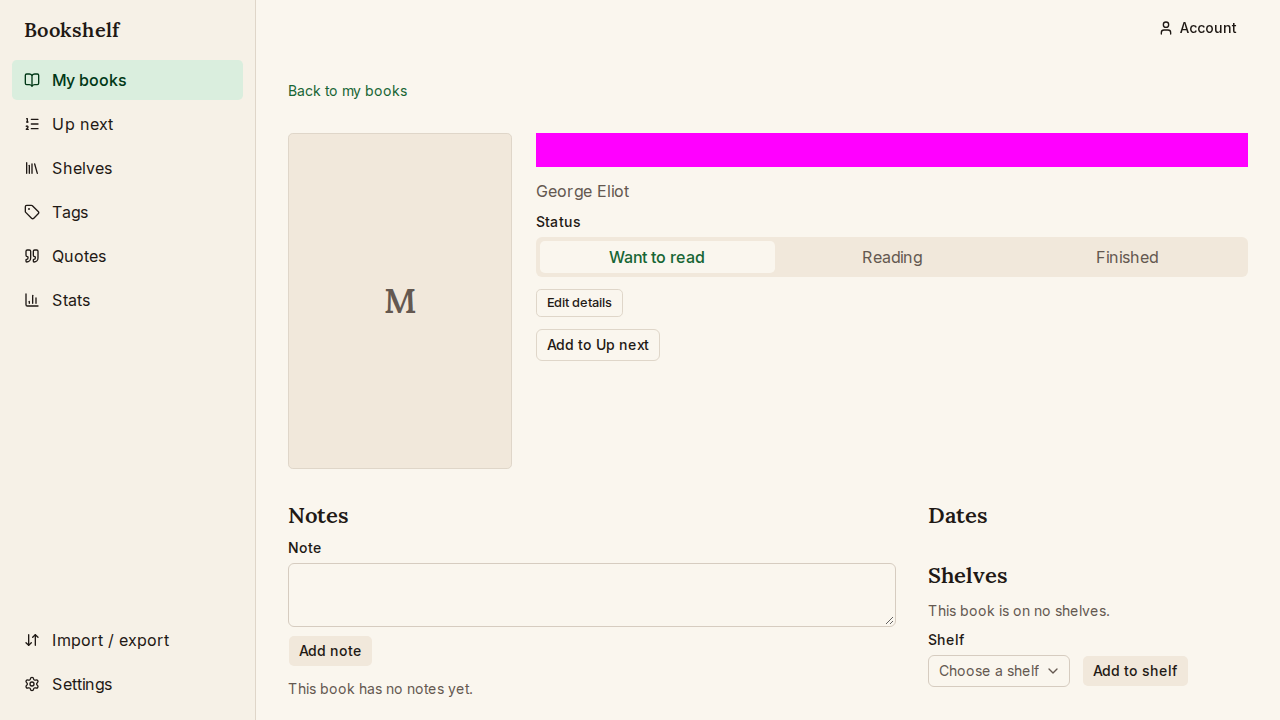 Bookshelf
My books
Up next
Shelves
Tags
Quotes
Stats
Import / export
Settings
Account
Back to my books
M
George Eliot
Status
Want to read
Reading
Finished
Edit details
Add to Up next
Notes
Note
Add note
This book has no notes yet.
Dates
Shelves
This book is on no shelves.
Shelf
Choose a shelf
Add to shelf